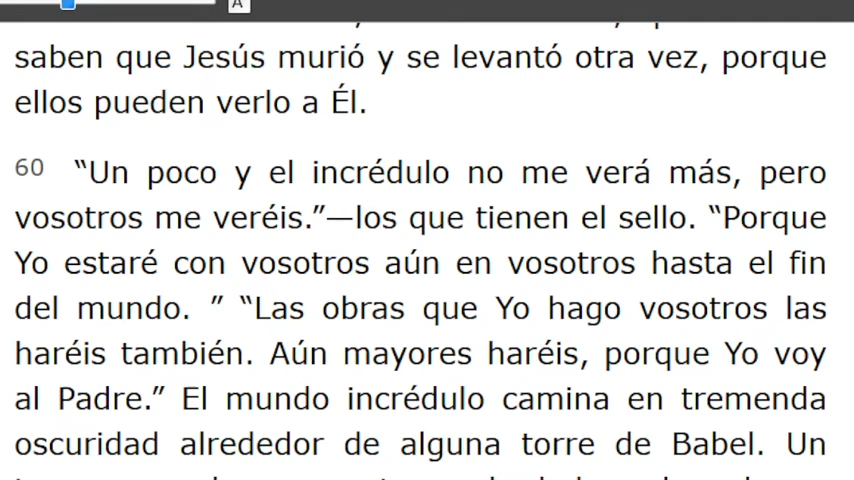 A
saben que Jesús murió y se levantó otra vez, porque
ellos pueden verlo a Él.
60 “Un poco y el incrédulo no me verá más, pero
vosotros me veréis.”—los que tienen el sello. “Porque
Yo estaré con vosotros aún en vosotros hasta el fin
del mundo. ” “Las obras que Yo hago vosotros las
haréis también. Aún mayores haréis, porque Yo voy
al Padre.” El mundo incrédulo camina en tremenda
oscuridad alrededor de alguna torre de Babel. Un